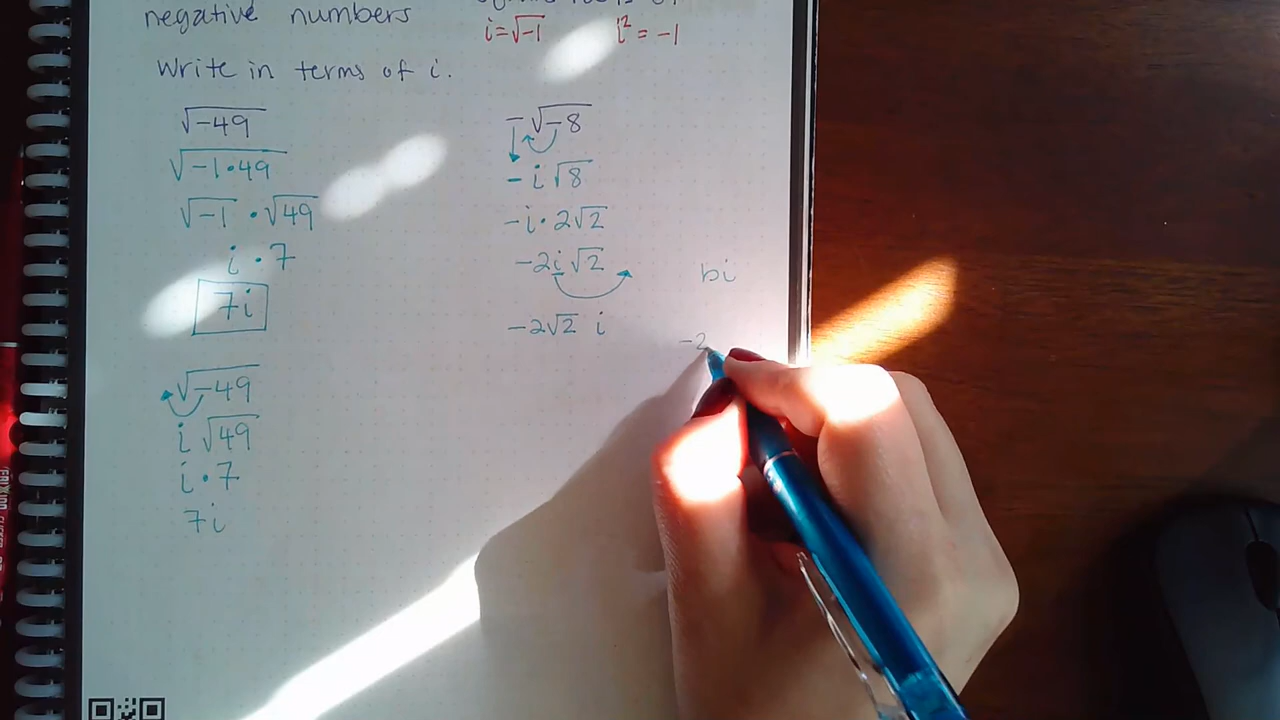 negative numbers
i=√-1 i² = -1
Write in terms of i.
√-49
√-1•49
√-1 • √49
i • 7
7i
√-49
i √49
i • 7
7i
-√-8
- i √8
-i • 2√2
-2i √2
-2√2 i
bi
-2